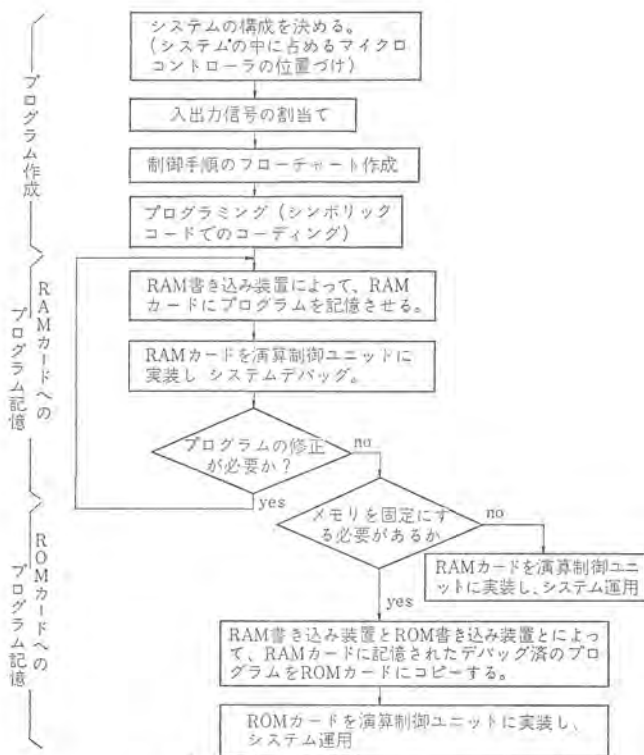 システムの構成を決める。
(システムの中に占めるマイクロ
コントローラの位置づけ)
入出力信号の割当て
制御手順のフローチャート作成
プログラミング(シンボリック
コードでのコーディング)
プログラム作成
RAM書き込み装置によって、RAM
カードにプログラムを記憶させる。
RAMカードを演算制御ユニットに
実装し システムデバッグ。
RAMカードへの
プログラム記憶
プログラムの修正
が必要か?
no
yes
メモリを固定にす
る必要があるか
no
yes
RAMカードを演算制御ユニ
ットに実装し、システム運用
ROMカードへの
プログラム記憶
RAM書き込み装置とROM書き込み装置とによっ
て、RAMカードに記憶されたデバッグ済のプロ
グラムをROMカードにコピーする。
ROMカードを演算制御ユニットに実装し、
システム運用